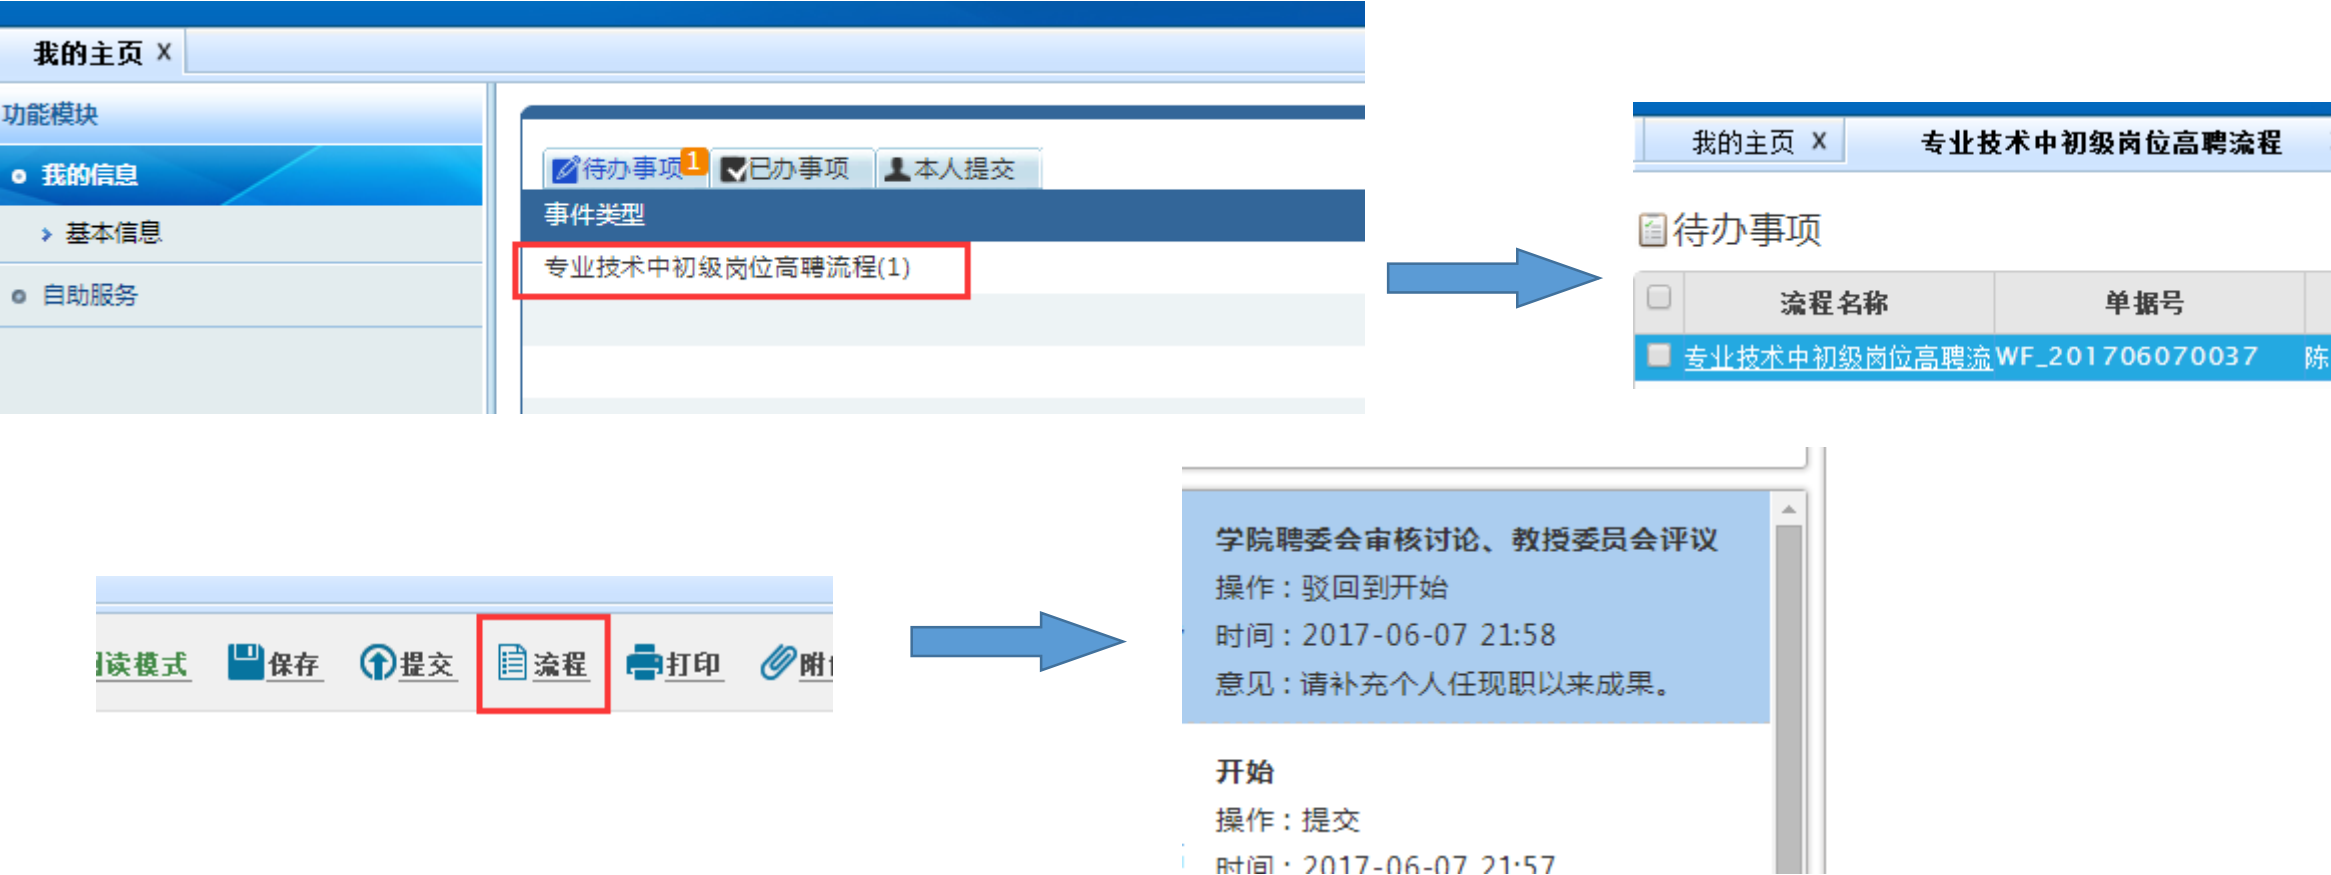 我的主页 X
功能模块
我的信息
基本信息
自助服务
待办事项 1 已办事项 本人提交
事件类型
专业技术中初级岗位高聘流程(1)
我的主页 X 专业技术中初级岗位高聘流程
待办事项
流程名称 单据号
专业技术中初级岗位高聘流 WF_201706070037 陈
读模式 保存 提交 流程 打印 附
学院聘委会审核讨论、教授委员会评议
操作：驳回到开始
时间：2017-06-07 21:58
意见：请补充个人任现职以来成果。
开始
操作：提交
时间：2017-06-07 21:57